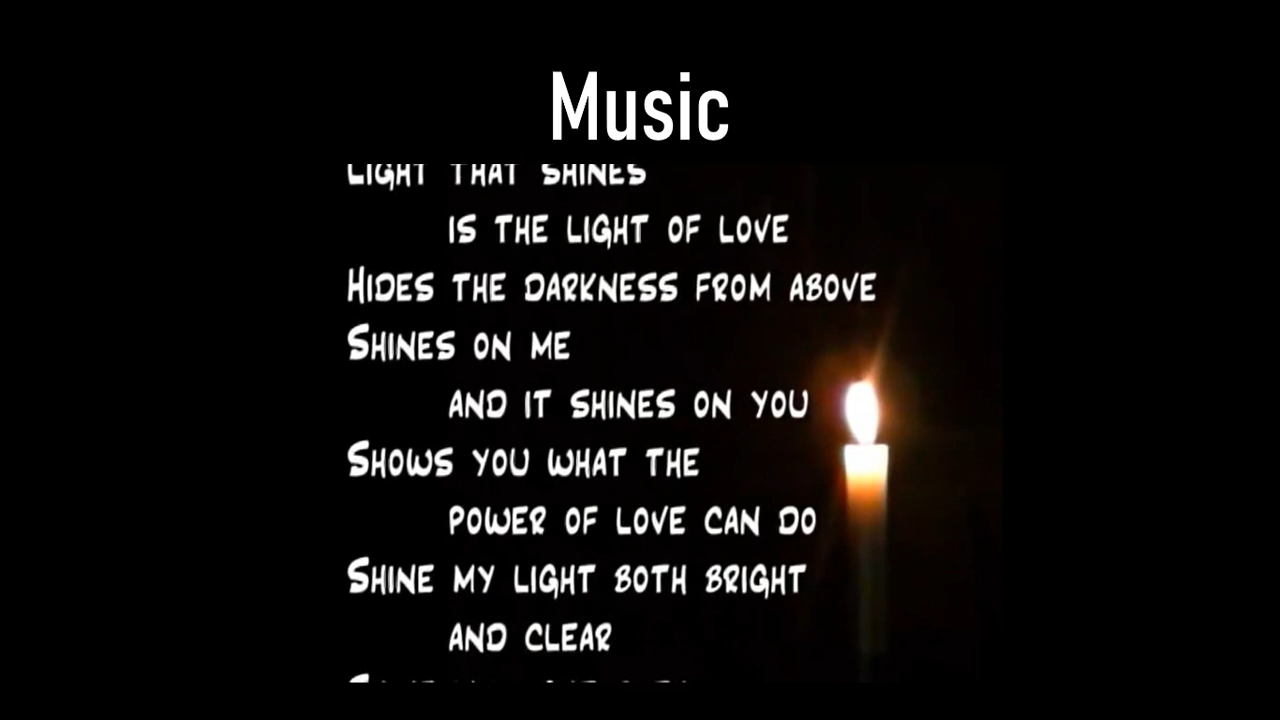 Music
LIGHT THAT SHINES
IS THE LIGHT OF LOVE
HIDES THE DARKNESS FROM ABOVE
SHINES ON ME
AND IT SHINES ON YOU
SHOWS YOU WHAT THE
POWER OF LOVE CAN DO
SHINE MY LIGHT BOTH BRIGHT
AND CLEAR